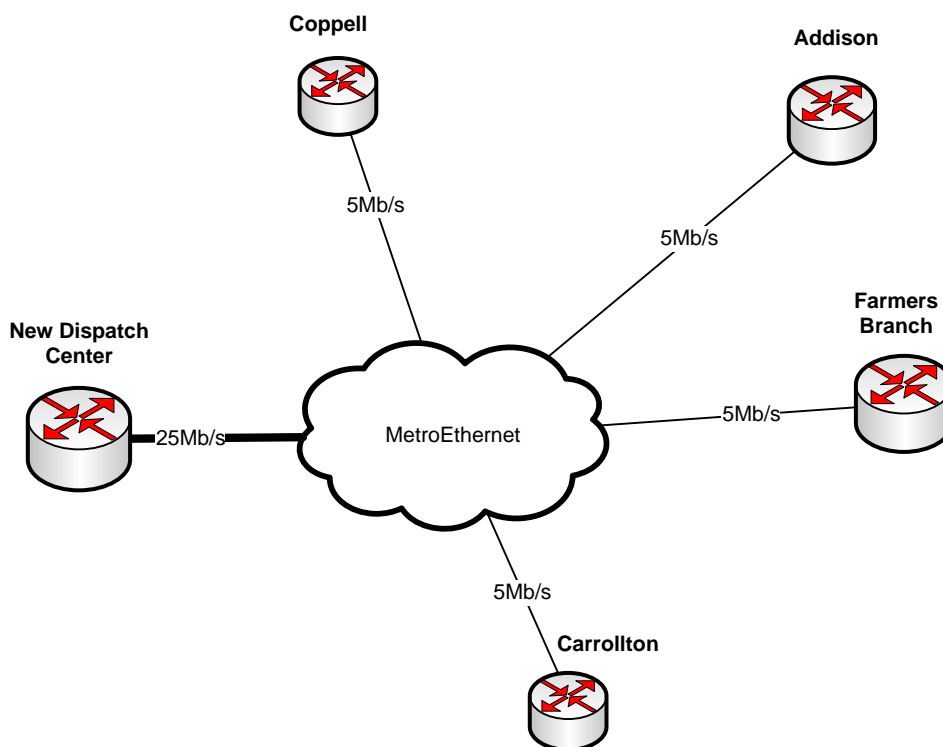 Coppell
Addison
5Mb/s
5Mb/s
Farmers
Branch
New Dispatch
Center
5Mb/s
25Mb/s
MetroEthernet
5Mb/s
Carrollton